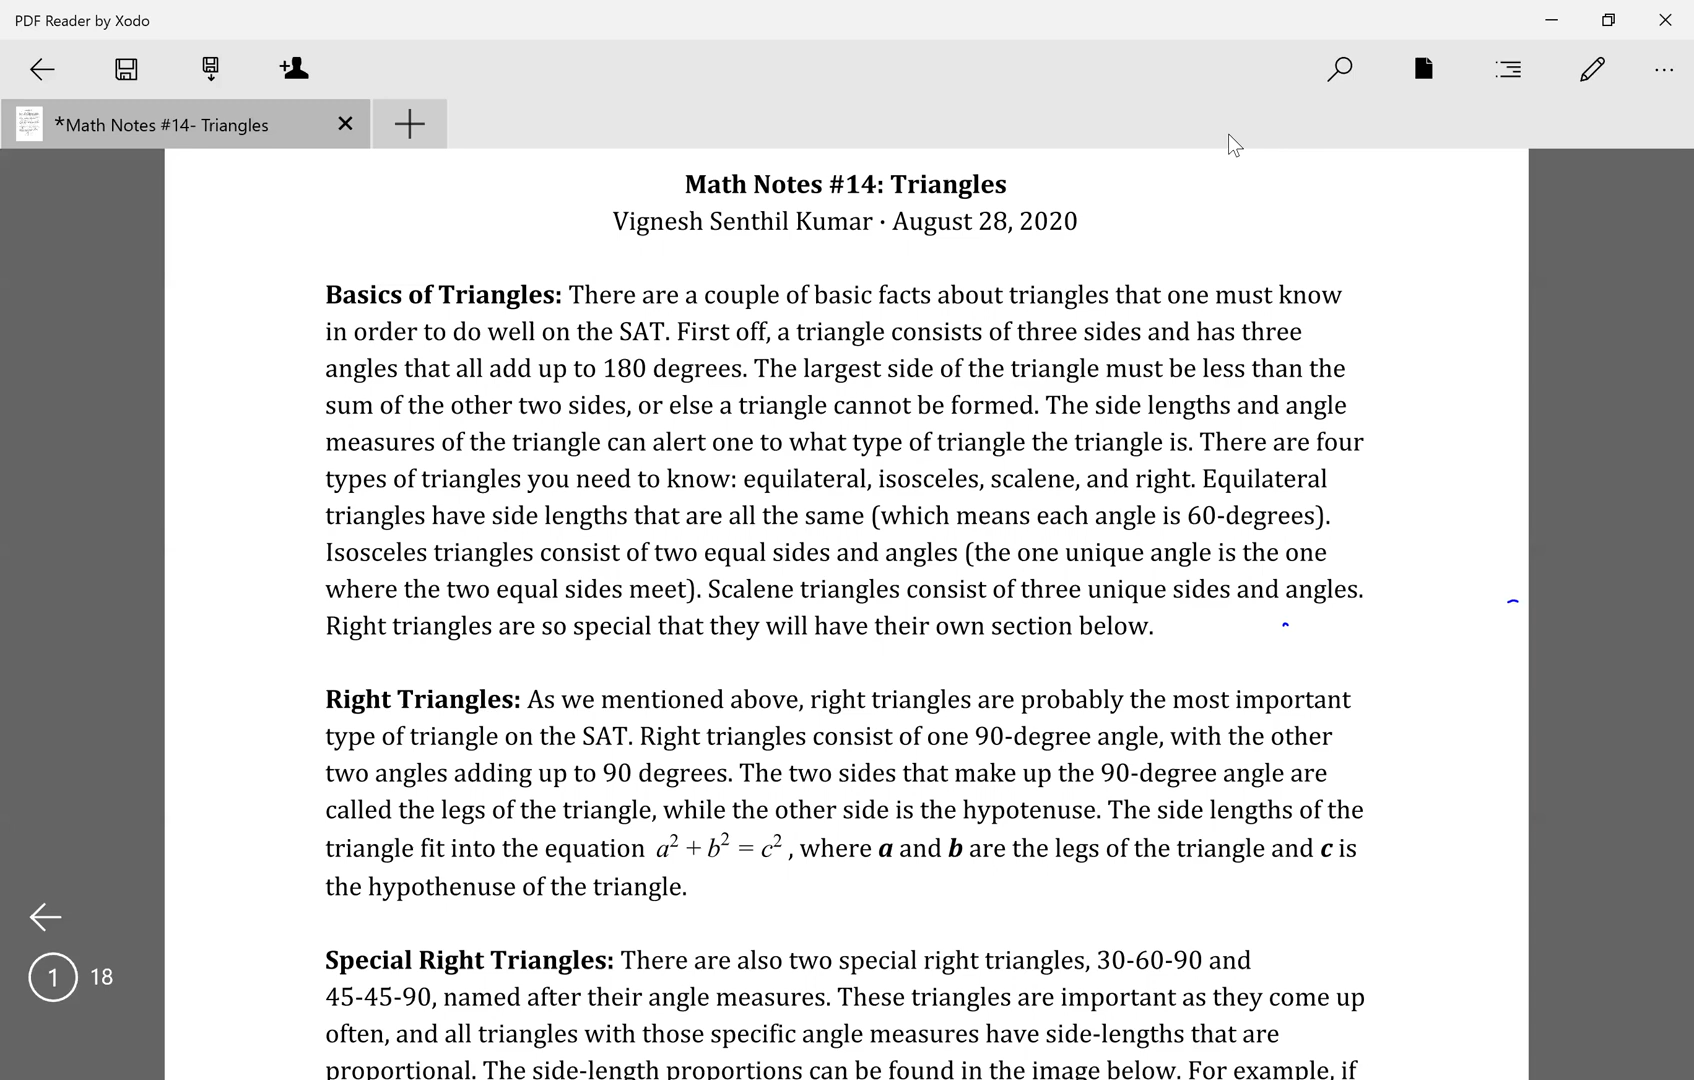 PDF Reader by Xodo
*Math Notes #14- Triangles
Math Notes #14: Triangles
Vignesh Senthil Kumar · August 28, 2020
Basics of Triangles: There are a couple of basic facts about triangles that one must know
in order to do well on the SAT. First off, a triangle consists of three sides and has three
angles that all add up to 180 degrees. The largest side of the triangle must be less than the
sum of the other two sides, or else a triangle cannot be formed. The side lengths and angle
measures of the triangle can alert one to what type of triangle the triangle is. There are four
types of triangles you need to know: equilateral, isosceles, scalene, and right. Equilateral
triangles have side lengths that are all the same (which means each angle is 60-degrees).
Isosceles triangles consist of two equal sides and angles (the one unique angle is the one
where the two equal sides meet). Scalene triangles consist of three unique sides and angles.
Right triangles are so special that they will have their own section below.
Right Triangles: As we mentioned above, right triangles are probably the most important
type of triangle on the SAT. Right triangles consist of one 90-degree angle, with the other
two angles adding up to 90 degrees. The two sides that make up the 90-degree angle are
called the legs of the triangle, while the other side is the hypotenuse. The side lengths of the
triangle fit into the equation a² + b² = c², where a and b are the legs of the triangle and c is
the hypothenuse of the triangle.
Special Right Triangles: There are also two special right triangles, 30-60-90 and
45-45-90, named after their angle measures. These triangles are important as they come up
often, and all triangles with those specific angle measures have side-lengths that are
proportional. The side-length proportions can be found in the image below. For example, if
1 18